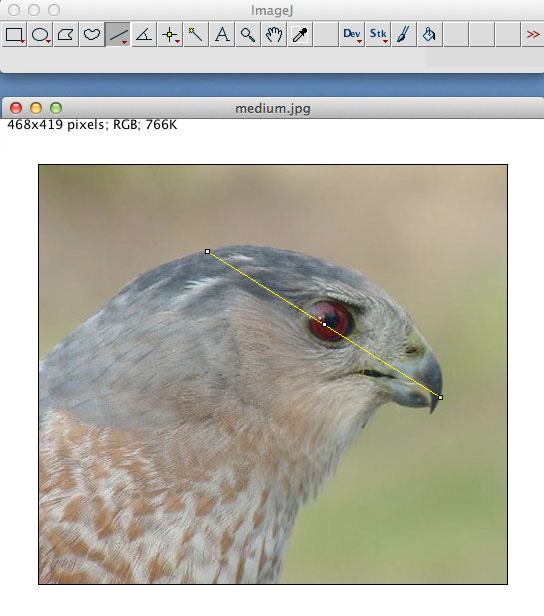 ImageJ
A
Dev
Stk
>>
medium.jpg
468x419 pixels; RGB; 766K